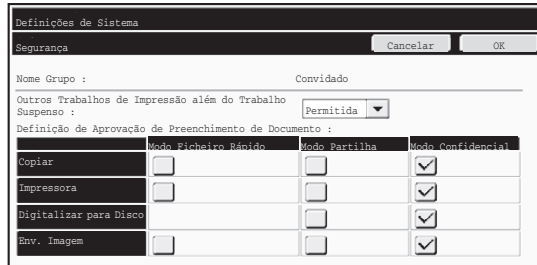 Definições de Sistema
Segurança
Cancelar
OK
Nome Grupo :
Convidado
Outros Trabalhos de Impressão além do Trabalho
Suspenso :
Permitida
Definição de Aprovação de Preenchimento de Documento :
Modo Ficheiro Rápido
Modo Partilha
Modo Confidencial
Copiar
Impressora
Digitalizar para Disco
Env. Imagem